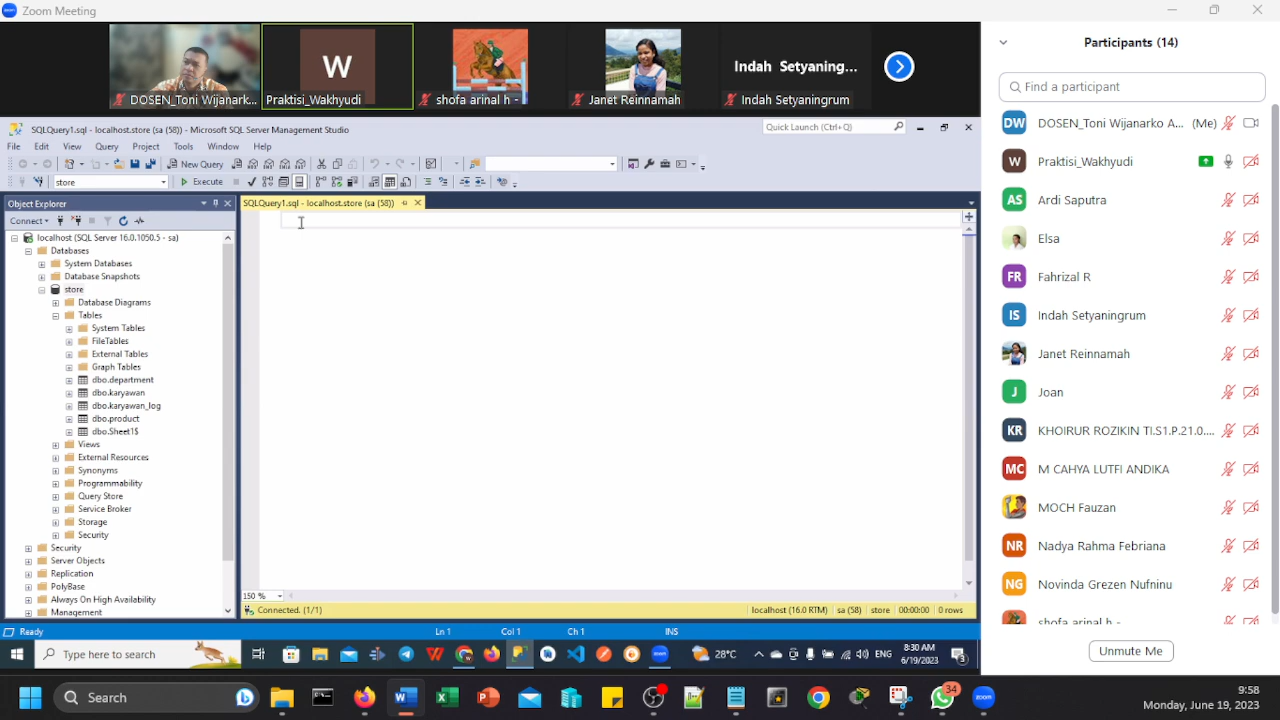 Zoom Meeting
DOSEN_Toni Wijanark...
W
Praktisi_Wakhyudi
shofa arinal h -
Janet Reinnamah
Indah Setyaning...
Indah Setyaningrum
SQLQuery1.sql - localhost.store (sa (58)) - Microsoft SQL Server Management Studio
Quick Launch (Ctrl+Q)
File Edit View Query Project Tools Window Help
New Query
store
Execute
Object Explorer
SQLQuery1.sql - localhost.store (sa (58))
Connect
localhost (SQL Server 16.0.1050.5 - sa)
Databases
System Databases
Database Snapshots
store
Database Diagrams
Tables
System Tables
FileTables
External Tables
Graph Tables
dbo.department
dbo.karyawan
dbo.karyawan_log
dbo.product
dbo.Sheet1$
Views
External Resources
Synonyms
Programmability
Query Store
Service Broker
Storage
Security
Security
Server Objects
Replication
PolyBase
Always On High Availability
Management
150 %
Connected. (1/1)
localhost (16.0 RTM) sa (58) store 00:00:00 0 rows
Ready
Ln 1 Col 1 Ch 1 INS
Type here to search
28°C
ENG
8:30 AM
6/19/2023
3
Participants (14)
Find a participant
DW DOSEN_Toni Wijanarko A... (Me)
W Praktisi_Wakhyudi
AS Ardi Saputra
Elsa
FR Fahrizal R
IS Indah Setyaningrum
Janet Reinnamah
J Joan
KR KHOIRUR ROZIKIN TI.S1.P.21.0....
MC M CAHYA LUTFI ANDIKA
MOCH Fauzan
NR Nadya Rahma Febriana
NG Novinda Grezen Nufninu
shofa arinal h -
Unmute Me
Search
34
zoom
9:58
Monday, June 19, 2023